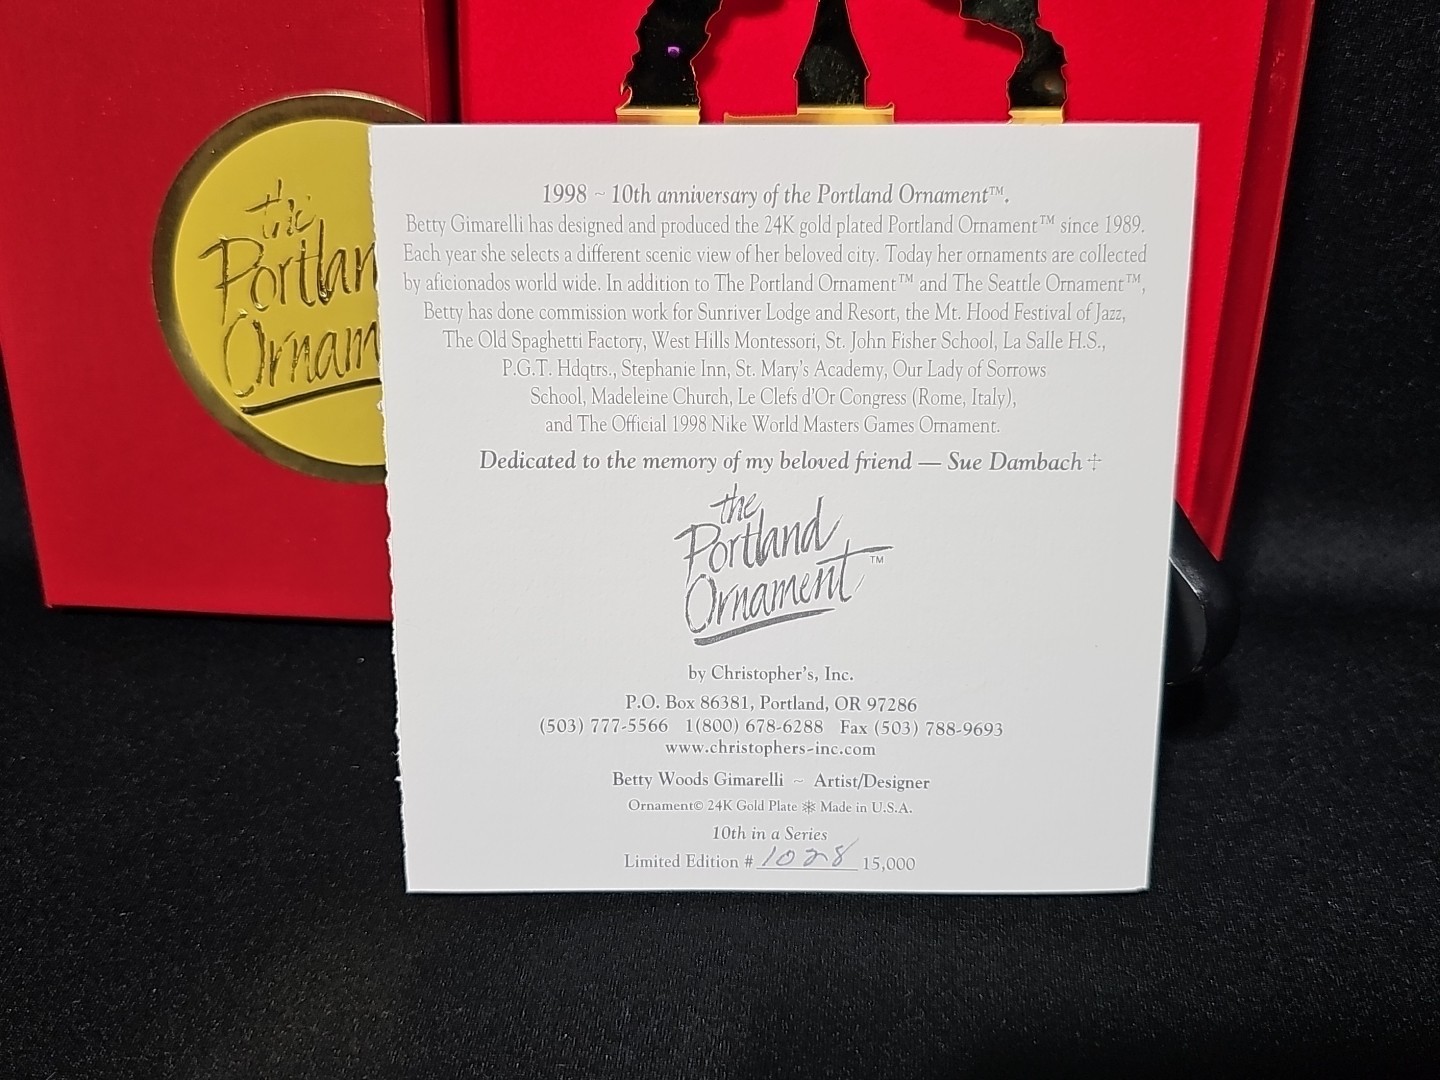 the
Portlan
Ornam
1998 ~ 10th anniversary of the Portland Ornament™.
Betty Gimarelli has designed and produced the 24K gold plated Portland Ornament™ since 1989.
Each year she selects a different scenic view of her beloved city. Today her ornaments are collected
by aficionados world wide. In addition to The Portland Ornament™ and The Seattle Ornament™,
Betty has done commission work for Sunriver Lodge and Resort, the Mt. Hood Festival of Jazz,
The Old Spaghetti Factory, West Hills Montessori, St. John Fisher School, La Salle H.S.,
P.G.T. Hdqtrs., Stephanie Inn, St. Mary's Academy, Our Lady of Sorrows
School, Madeleine Church, Le Clefs d'Or Congress (Rome, Italy),
and The Official 1998 Nike World Masters Games Ornament.
Dedicated to the memory of my beloved friend — Sue Dambach ✝
the
Portland
Ornament™
by Christopher's, Inc.
P.O. Box 86381, Portland, OR 97286
(503) 777-5566 1(800) 678-6288 Fax (503) 788-9693
www.christophers-inc.com
Betty Woods Gimarelli ~ Artist/Designer
Ornament© 24K Gold Plate ❄ Made in U.S.A.
10th in a Series
Limited Edition # 1028 15,000